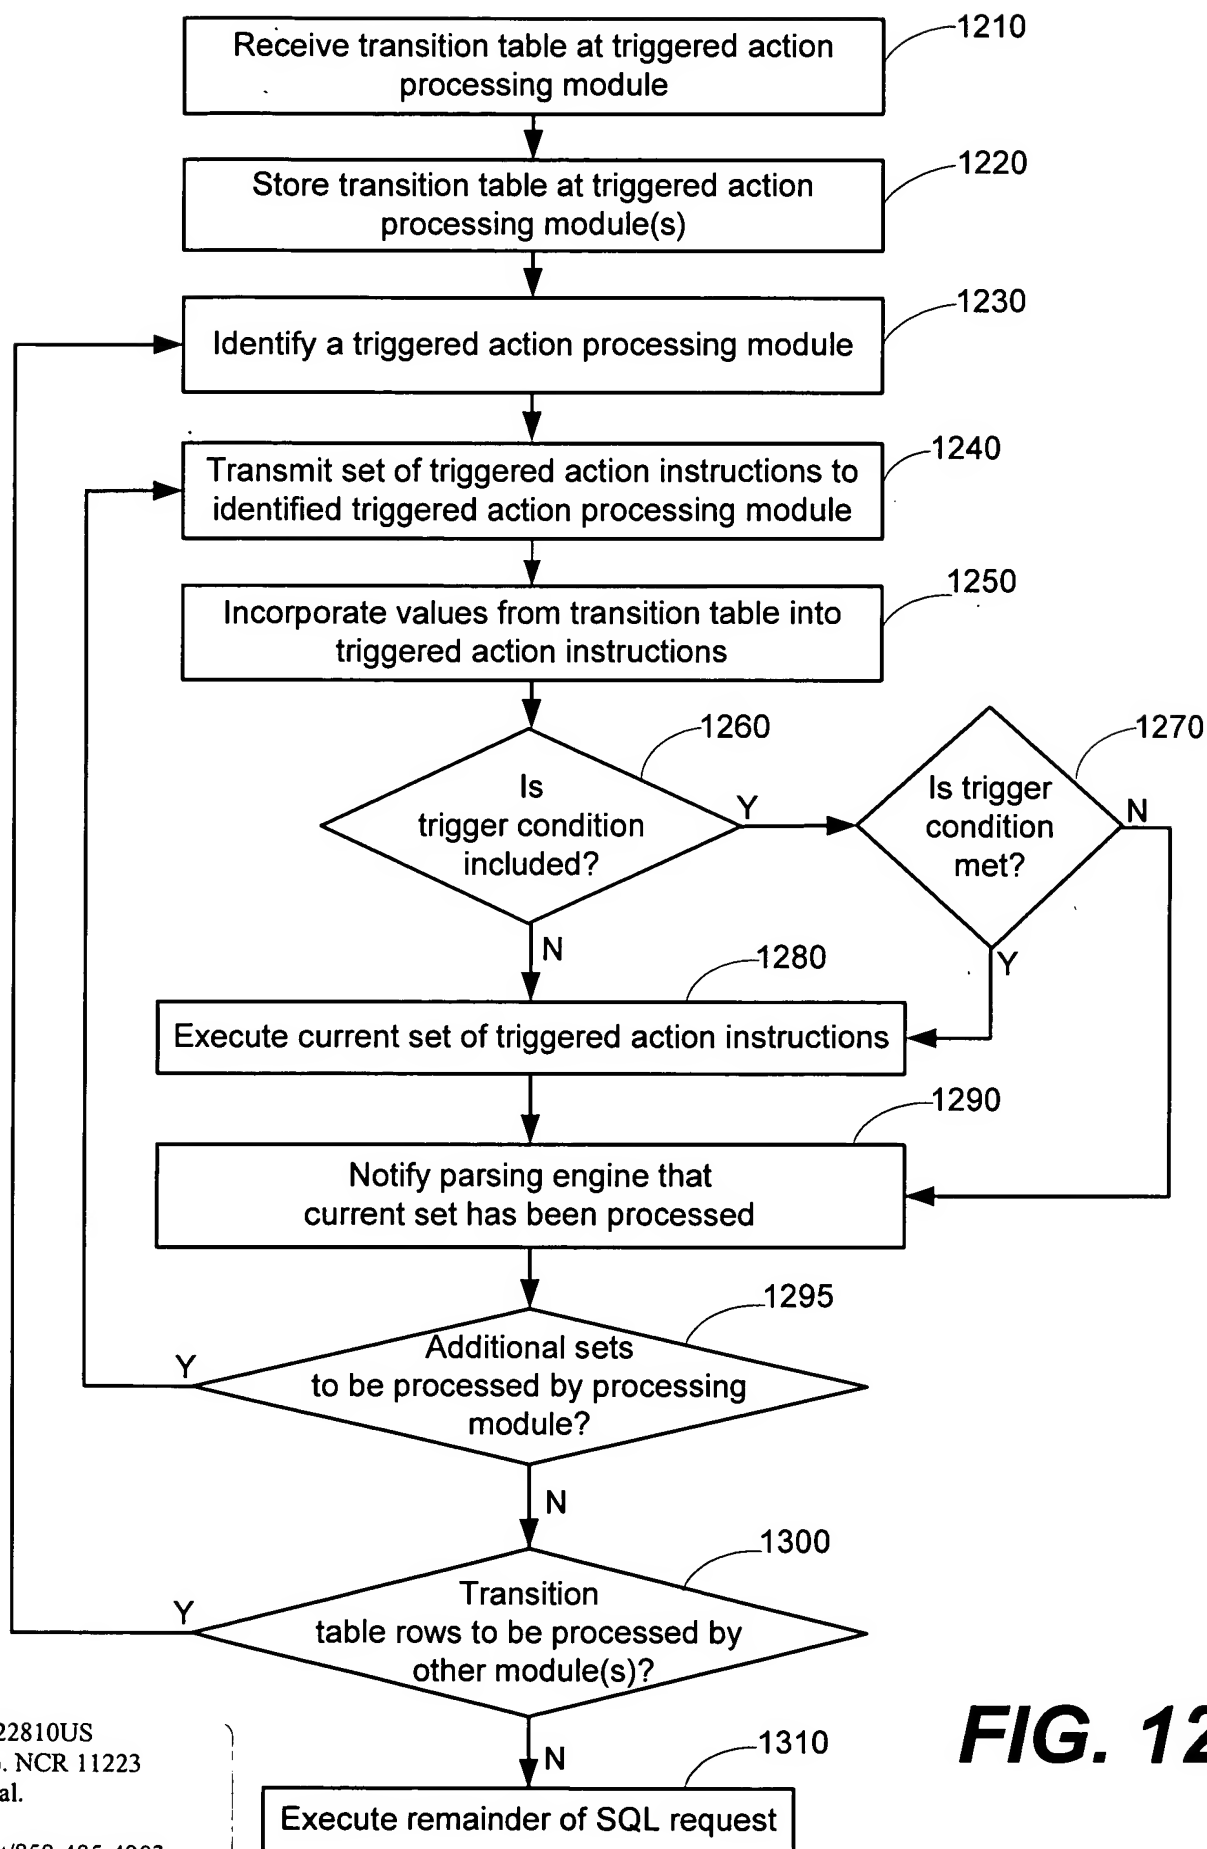 1210
Receive transition table at triggered action
processing module
1220
Store transition table at triggered action
processing module(s)
1230
Identify a triggered action processing module
1240
Transmit set of triggered action instructions to
identified triggered action processing module
1250
Incorporate values from transition table into
triggered action instructions
1260
Is
trigger condition
included?
Y
1270
Is trigger
condition
met?
N
N
Y
1280
Execute current set of triggered action instructions
1290
Notify parsing engine that
current set has been processed
1295
Additional sets
to be processed by processing
module?
Y
N
1300
Transition
table rows to be processed by
other module(s)?
Y
N
1310
Execute remainder of SQL request
FIG. 12
22810US
. NCR 11223
al.